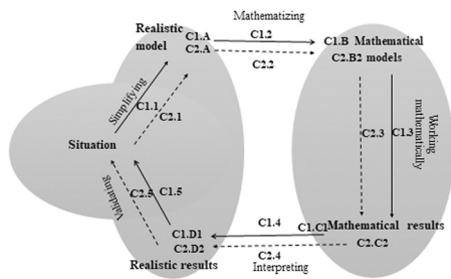 Realistic model
Mathematizing
C1.A
C2.A
C1.2
C2.2
C1.B Mathematical
C2.B2 models
Simplifying
C1.1
C2.1
C2.3
C1.3
Working mathematically
Situation
Validating
C2.5
C1.5
C1.D1
C2.D2
Realistic results
C1.4
C2.4
Interpreting
C1.C1
Mathematical results
C2.C2